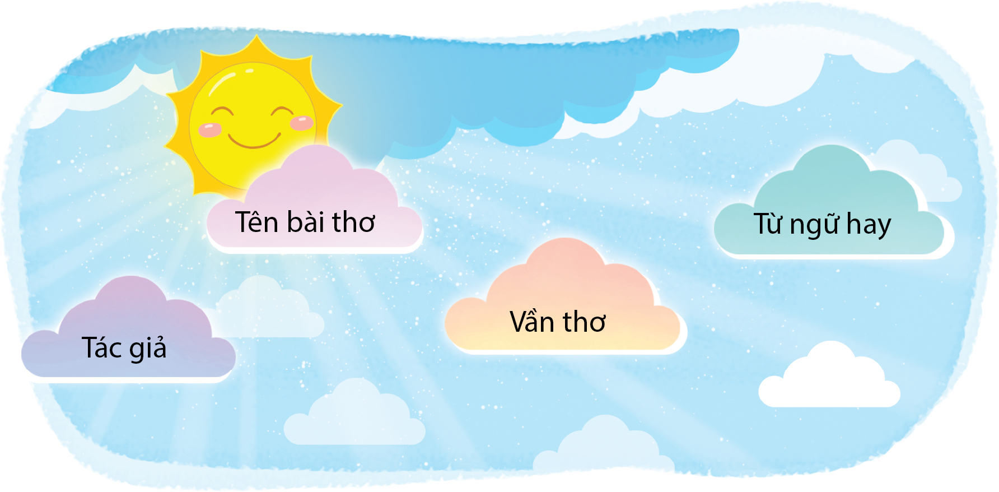 Tên bài thơ
Từ ngữ hay
Vần thơ
Tác giả